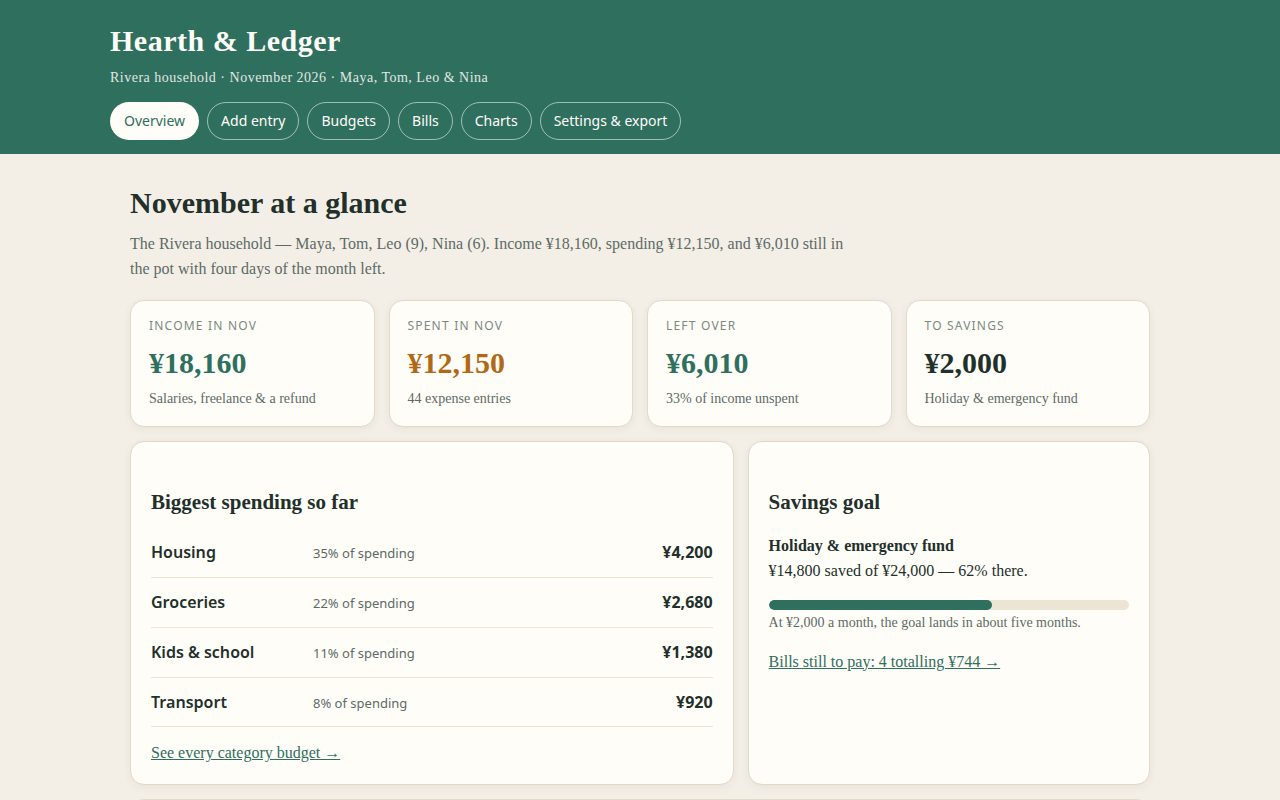 Hearth & Ledger
Rivera household · November 2026 · Maya, Tom, Leo & Nina
Overview
Add entry
Budgets
Bills
Charts
Settings & export
November at a glance
The Rivera household — Maya, Tom, Leo (9), Nina (6). Income ¥18,160, spending ¥12,150, and ¥6,010 still in
the pot with four days of the month left.
INCOME IN NOV
¥18,160
Salaries, freelance & a refund
SPENT IN NOV
¥12,150
44 expense entries
LEFT OVER
¥6,010
33% of income unspent
TO SAVINGS
¥2,000
Holiday & emergency fund
Biggest spending so far
Housing 35% of spending ¥4,200
Groceries 22% of spending ¥2,680
Kids & school 11% of spending ¥1,380
Transport 8% of spending ¥920
See every category budget →
Savings goal
Holiday & emergency fund
¥14,800 saved of ¥24,000 — 62% there.
At ¥2,000 a month, the goal lands in about five months.
Bills still to pay: 4 totalling ¥744 →